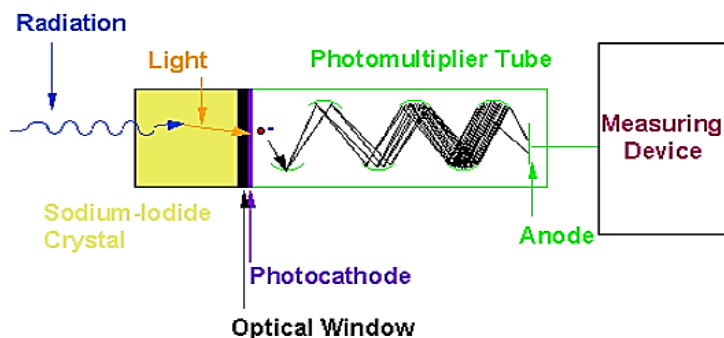 Radiation
Light
Photomultiplier Tube
Measuring
Device
-
Sodium-Iodide
Crystal
Anode
Photocathode
Optical Window